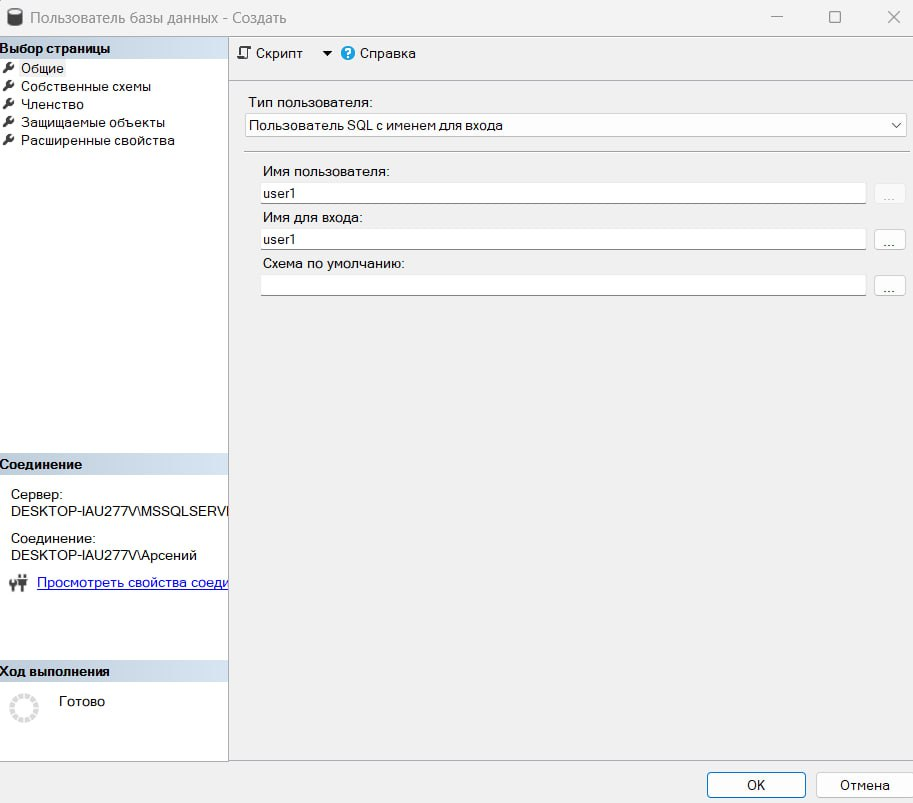 Пользователь базы данных - Создать
Выбор страницы
Общие
Собственные схемы
Членство
Защищаемые объекты
Расширенные свойства
Скрипт
Справка
Тип пользователя:
Пользователь SQL с именем для входа
Имя пользователя:
user1
...
Имя для входа:
user1
...
Схема по умолчанию:
...
Соединение
Сервер:
DESKTOP-IAU277V\MSSQLSERV
Соединение:
DESKTOP-IAU277V\Арсений
Просмотреть свойства соеди
Ход выполнения
Готово
OK
Отмена